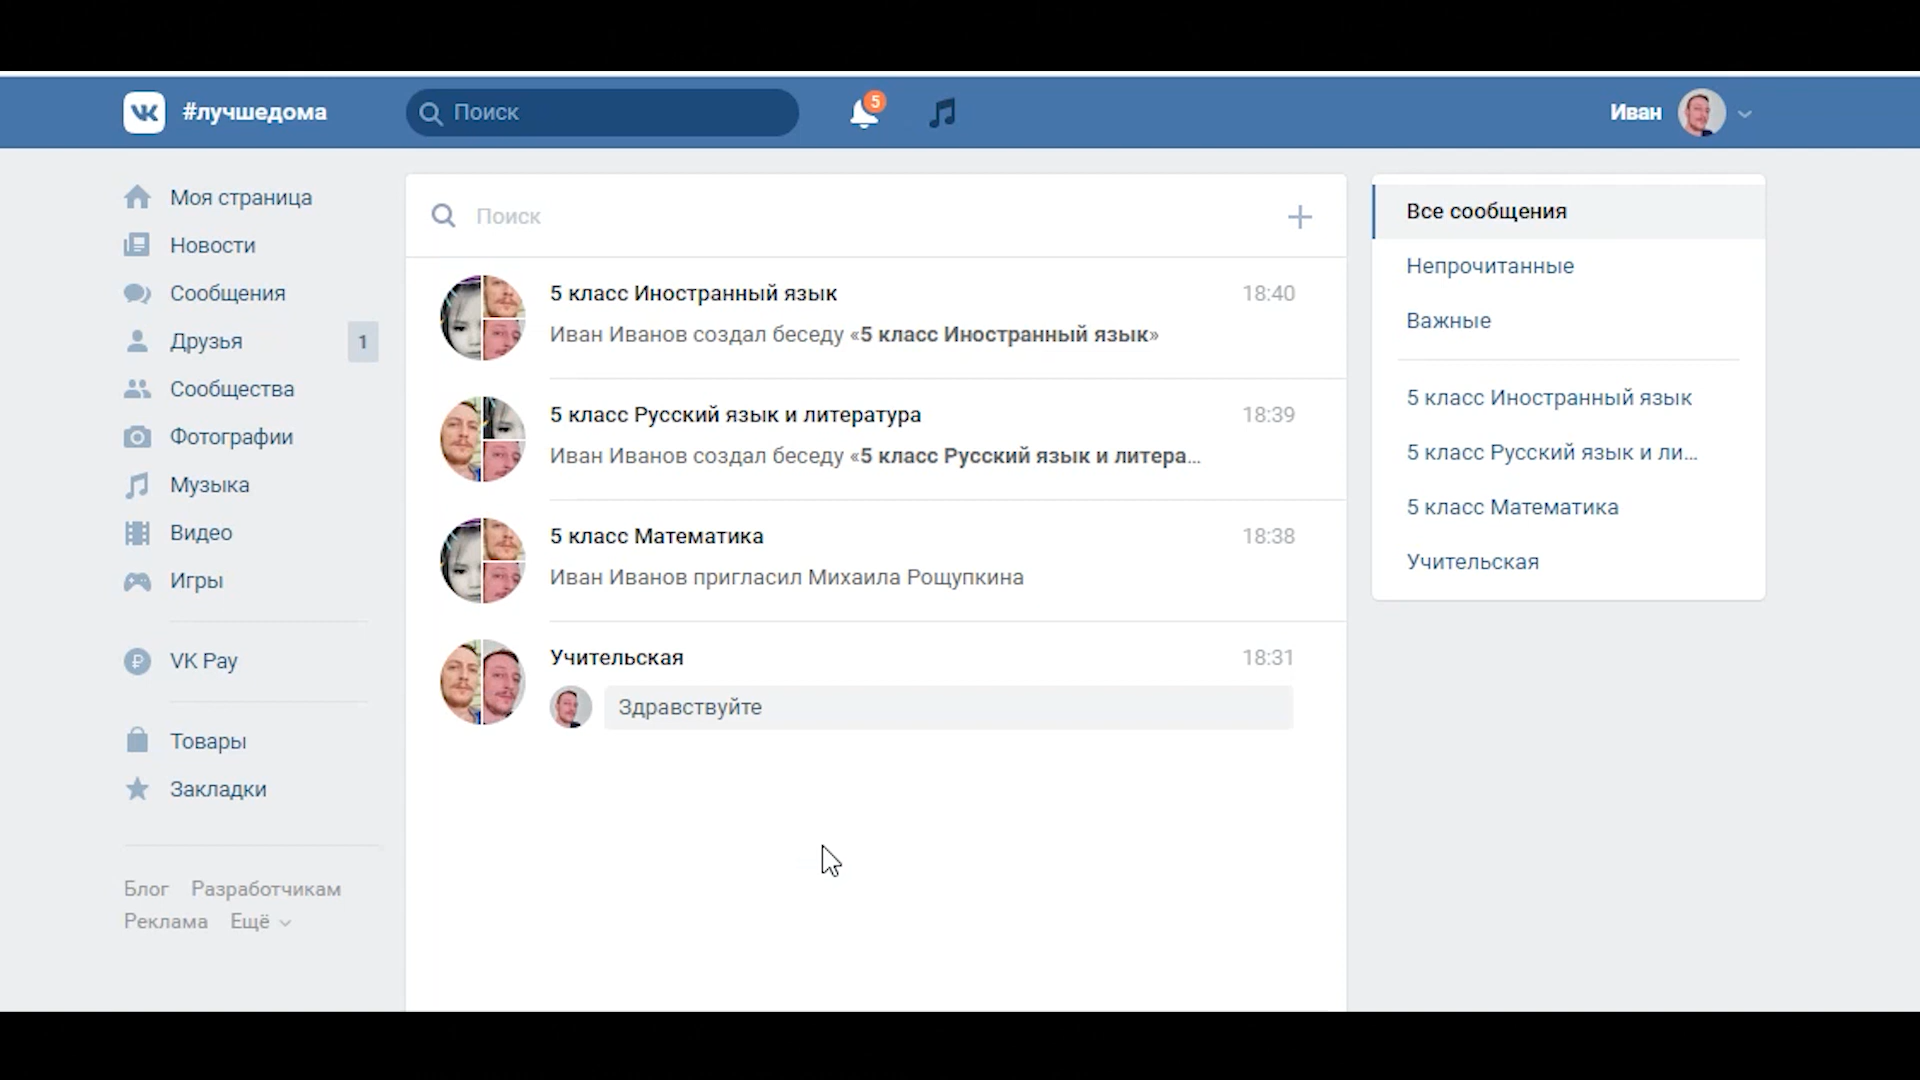 #лучшедома
Поиск
5
Иван
Моя страница
Новости
Сообщения
Друзья
1
Сообщества
Фотографии
Музыка
Видео
Игры
VK Pay
Товары
Закладки
Блог Разработчикам
Реклама Ещё
Поиск
5 класс Иностранный язык 18:40
Иван Иванов создал беседу «5 класс Иностранный язык»
5 класс Русский язык и литература 18:39
Иван Иванов создал беседу «5 класс Русский язык и литера...
5 класс Математика 18:38
Иван Иванов пригласил Михаила Рощупкина
Учительская 18:31
Здравствуйте
Все сообщения
Непрочитанные
Важные
5 класс Иностранный язык
5 класс Русский язык и ли...
5 класс Математика
Учительская